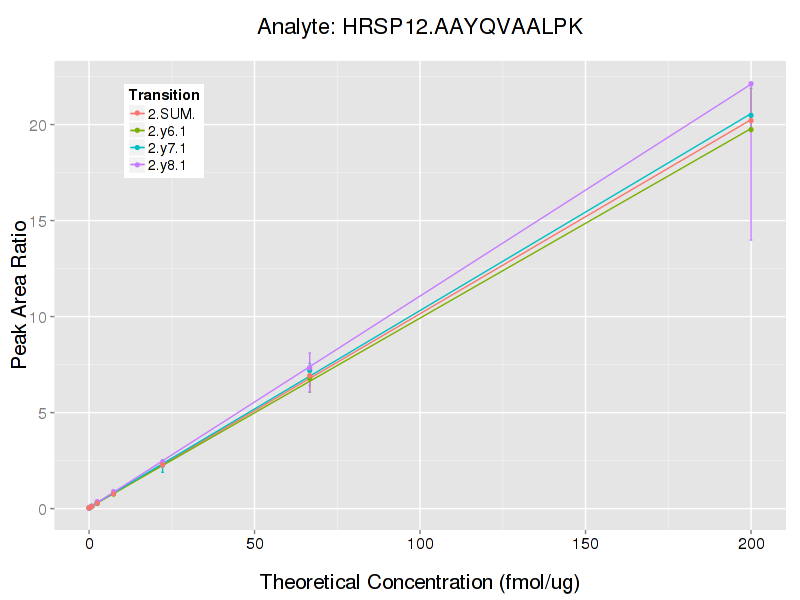 Analyte: HRSP12.AAYQVAALPK
Transition
2.SUM.
2.y6.1
2.y7.1
2.y8.1
Peak Area Ratio
20
15
10
5
0
0 50 100 150 200
Theoretical Concentration (fmol/ug)